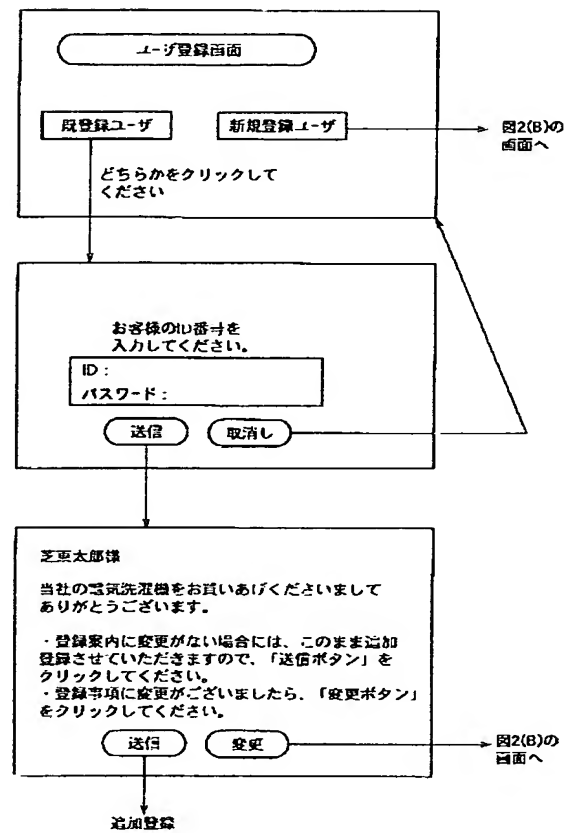 ユーザ登録画面
既登録ユーザ
新規登録ユーザ
図2(B)の
画面へ
どちらかをクリックして
ください
お客様のID番号を
入力してください。
ID：
パスワード：
送信
取消し
芝東太郎様
当社の電気洗濯機をお買いあげくださいまして
ありがとうございます。
・登録案内に変更がない場合には、このまま追加
登録させていただきますので、「送信ボタン」を
クリックしてください。
・登録事項に変更がございましたら、「変更ボタン」
をクリックしてください。
送信
変更
図2(B)の
画面へ
追加登録